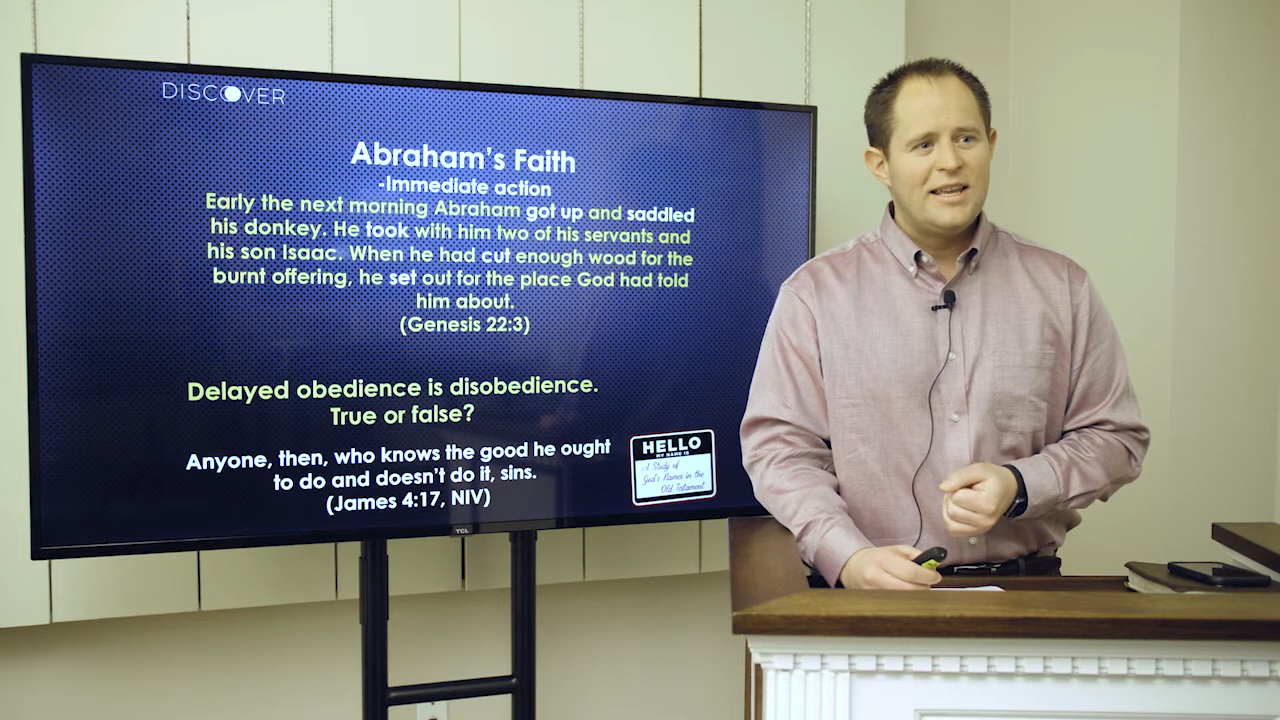 DISCOVER
Abraham's Faith
-Immediate action
Early the next morning Abraham got up and saddled
his donkey. He took with him two of his servants and
his son Isaac. When he had cut enough wood for the
burnt offering, he set out for the place God had told
him about.
(Genesis 22:3)
Delayed obedience is disobedience.
True or false?
Anyone, then, who knows the good he ought
to do and doesn't do it, sins.
(James 4:17, NIV)
HELLO
MY NAME IS
A Study of
God's Names in the
Old Testament
TCL